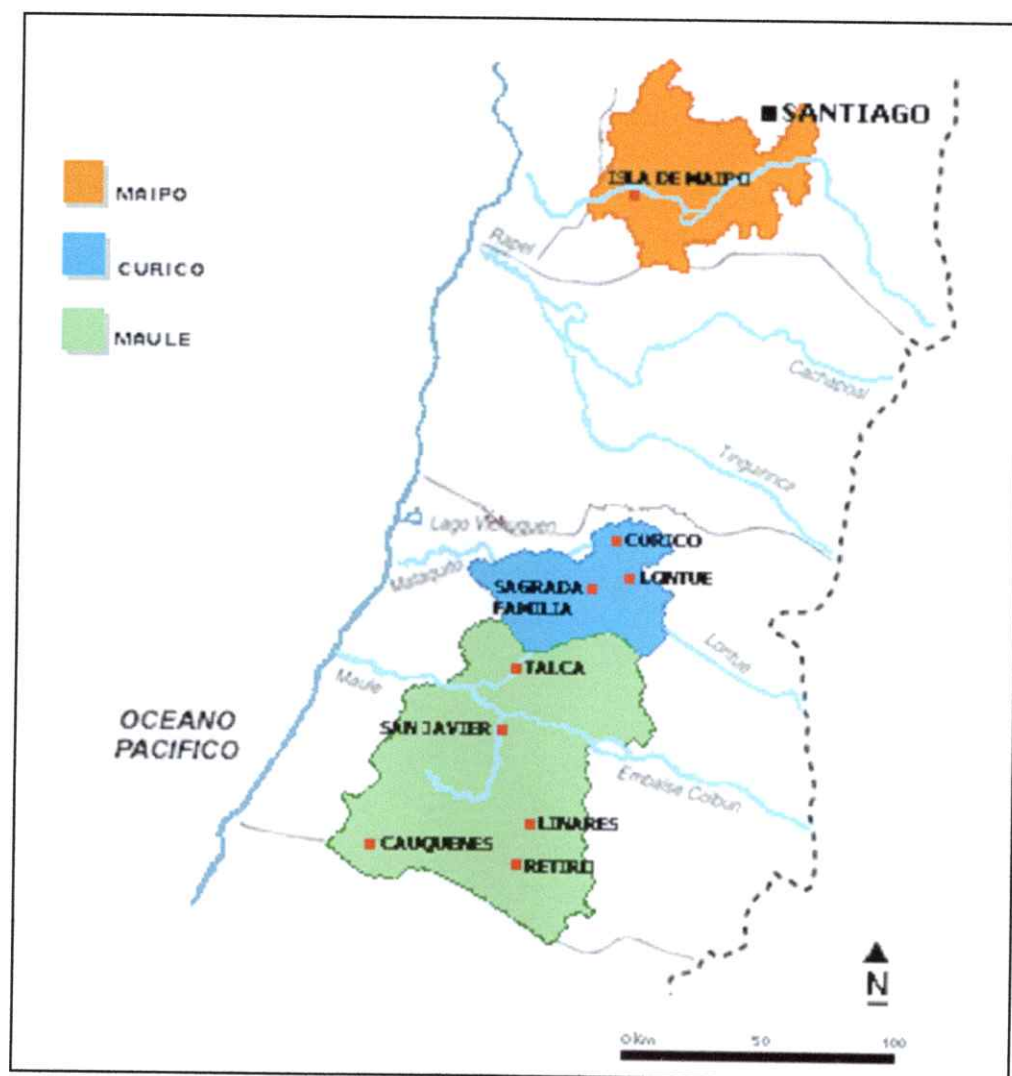 SANTIAGO
MAIPO
ISLA DE MAIPO
Rapel
CURICO
MAULE
Cachapoal
Tinguiririca
Lago Vichuquen
CURICO
Mataquito
LONTUE
SAGRADA
FAMILIA
Lontue
TALCA
Maule
OCEANO
PACIFICO
SAN JAVIER
Embalse Colbun
LINARES
CAUQUENES
RETIRO
N
0 Km 50 100